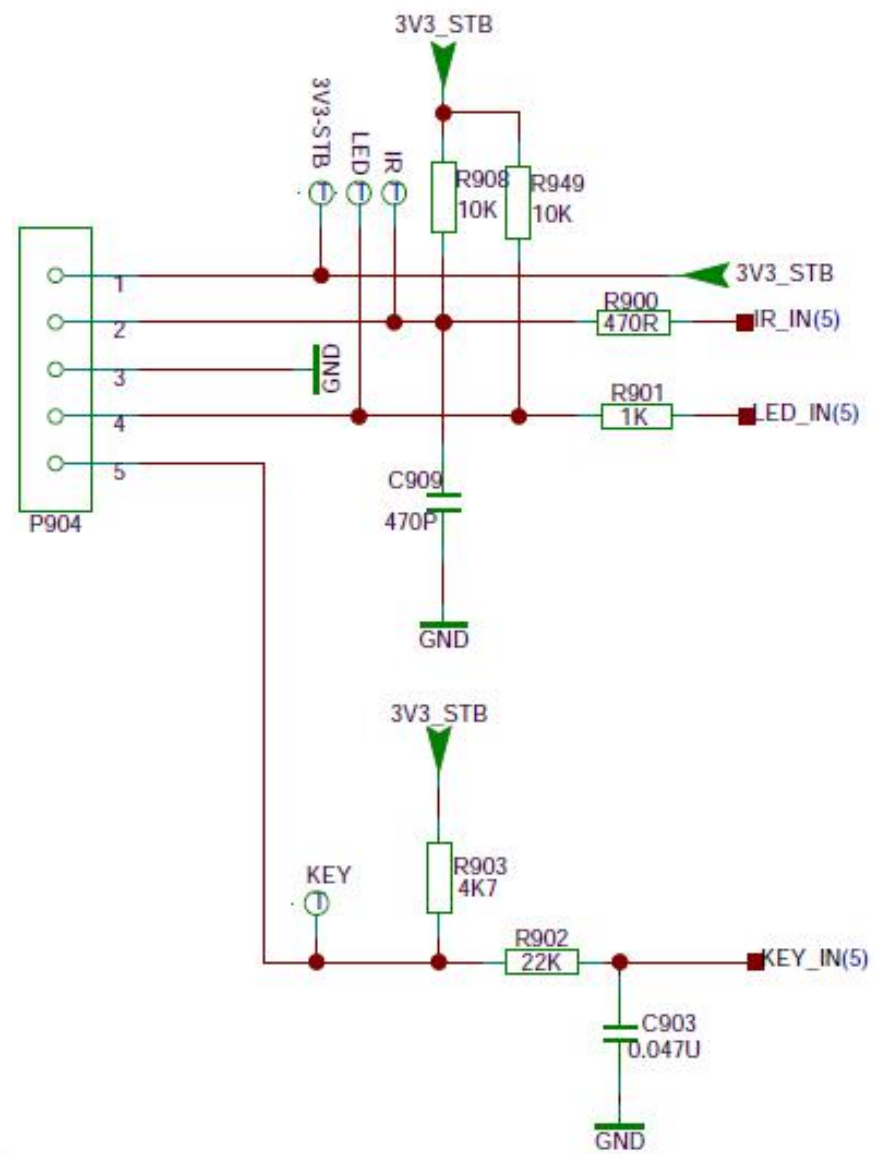 3V3_STB
3V3-STB
LED
IR
T
T
T
R908
10K
R949
10K
1
3V3_STB
2
R900
470R
IR_IN(5)
3
GND
4
R901
1K
LED_IN(5)
5
P904
C909
470P
GND
3V3_STB
R903
4K7
KEY
T
R902
22K
KEY_IN(5)
C903
0.047U
GND